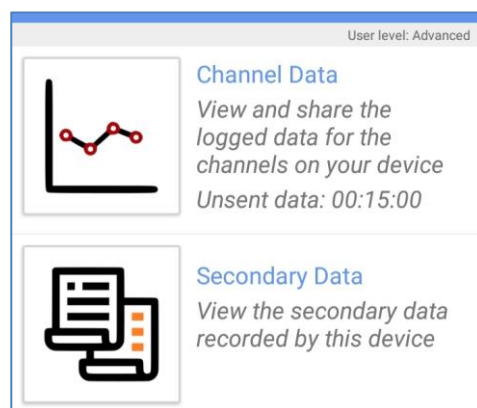 User level: Advanced
Channel Data
View and share the
logged data for the
channels on your device
Unsent data: 00:15:00
Secondary Data
View the secondary data
recorded by this device